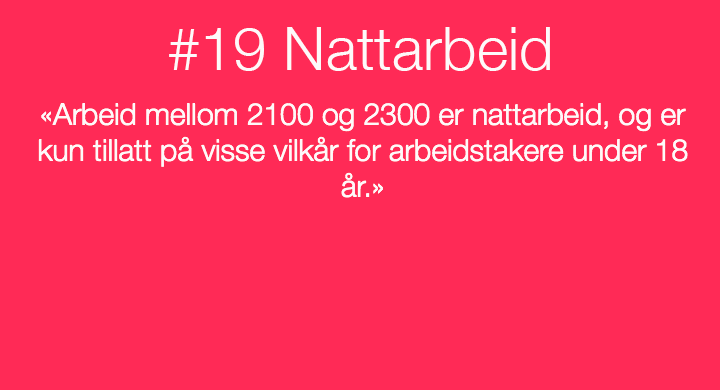 #19 Nattarbeid
«Arbeid mellom 2100 og 2300 er nattarbeid, og er
kun tillatt på visse vilkår for arbeidstakere under 18
år.»